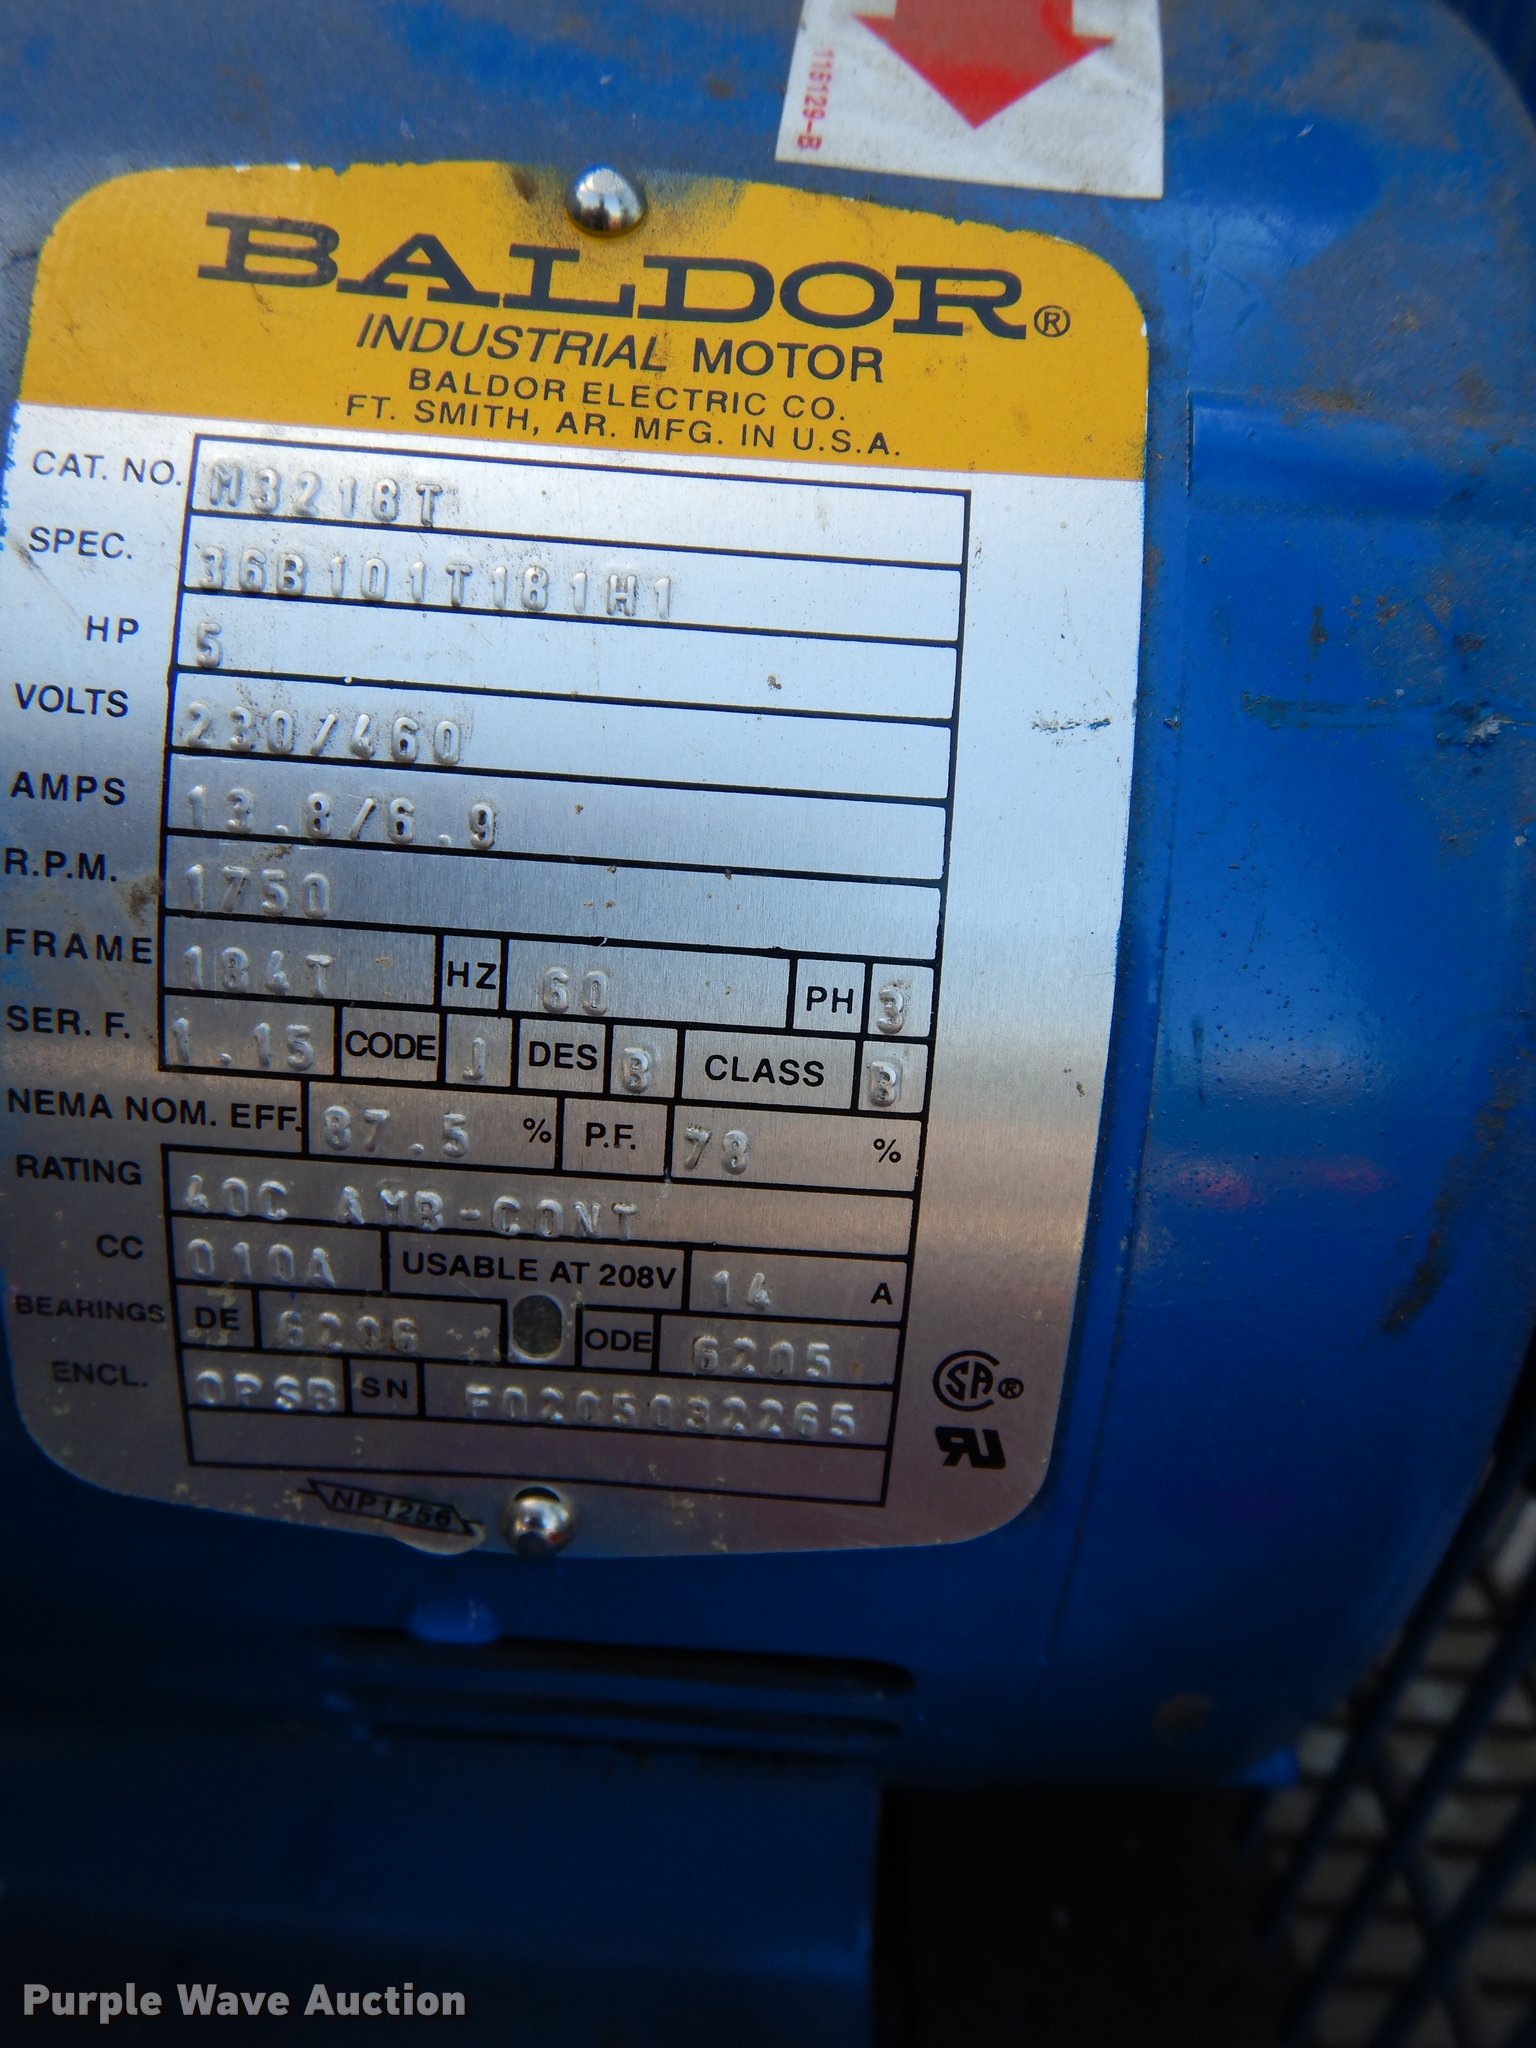 115129-B
BALDOR®
INDUSTRIAL MOTOR
BALDOR ELECTRIC CO.
FT. SMITH, AR. MFG. IN U.S.A.
CAT. NO. M3218T
SPEC. 36B101T181H1
HP 5
VOLTS 230/460
AMPS 13.8/6.9
R.P.M. 1750
FRAME 184T HZ 60 PH 3
SER. F. 1.15 CODE J DES B CLASS B
NEMA NOM. EFF. 87.5 % P.F. 78 %
RATING 40C AMB-CONT
CC 010A USABLE AT 208V 14 A
BEARINGS DE 6206 ODE 6205
ENCL. OPSB SN F0205032265
SA®
UR
NP1256
Purple Wave Auction